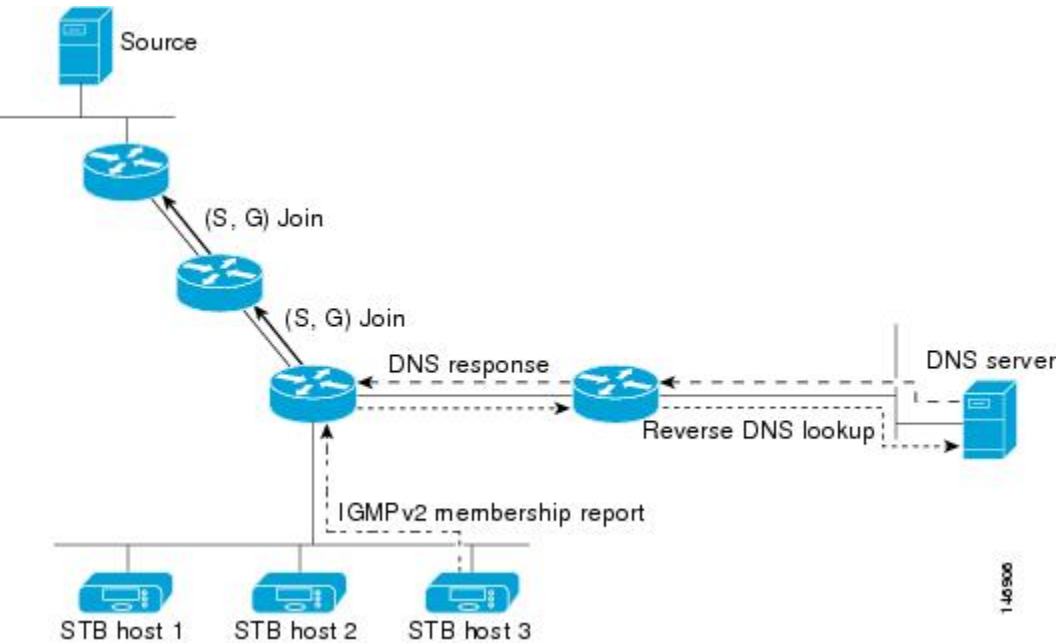 Source
(S, G) Join
(S, G) Join
DNS response
DNS server
Reverse DNS lookup
IGMPv2 membership report
STB host 1
STB host 2
STB host 3
146906